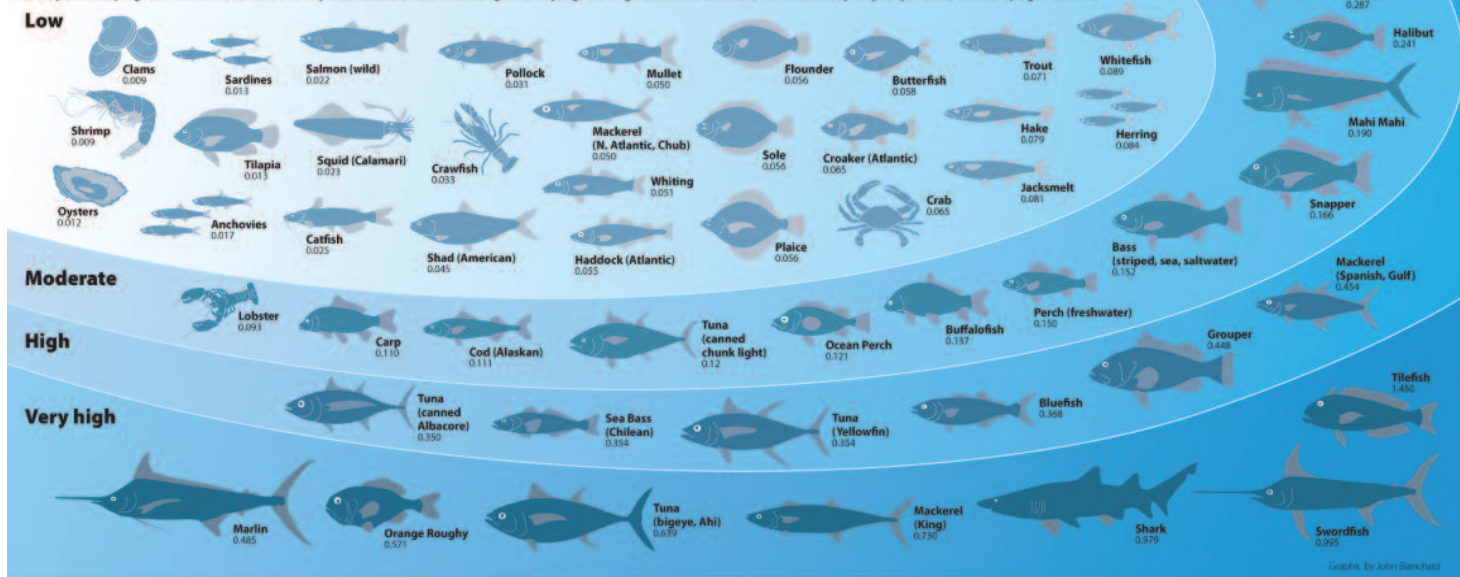 0.287
Low
Halibut
0.241
Clams
0.009
Sardines
0.013
Salmon (wild)
0.022
Pollock
0.031
Mullet
0.050
Flounder
0.056
Butterfish
0.058
Trout
0.071
Whitefish
0.089
Mahi Mahi
0.190
Shrimp
0.009
Tilapia
0.013
Squid (Calamari)
0.023
Crawfish
0.033
Mackerel
(N. Atlantic, Chub)
0.050
Sole
0.056
Croaker (Atlantic)
0.065
Hake
0.079
Herring
0.084
Whiting
0.051
Jacksmelt
0.081
Snapper
0.166
Oysters
0.012
Anchovies
0.017
Catfish
0.025
Shad (American)
0.045
Haddock (Atlantic)
0.055
Plaice
0.056
Crab
0.065
Bass
(striped, sea, saltwater)
0.152
Mackerel
(Spanish, Gulf)
0.454
Moderate
Lobster
0.093
Carp
0.110
Cod (Alaskan)
0.111
Tuna
(canned
chunk light)
0.12
Ocean Perch
0.121
Buffalofish
0.137
Perch (freshwater)
0.150
Grouper
0.448
High
Tuna
(canned
Albacore)
0.350
Sea Bass
(Chilean)
0.354
Tuna
(Yellowfin)
0.354
Bluefish
0.368
Tilefish
1.450
Very high
Marlin
0.485
Orange Roughy
0.571
Tuna
(bigeye, Ahi)
0.639
Mackerel
(King)
0.730
Shark
0.979
Swordfish
0.995
Graphic by John Blanchard